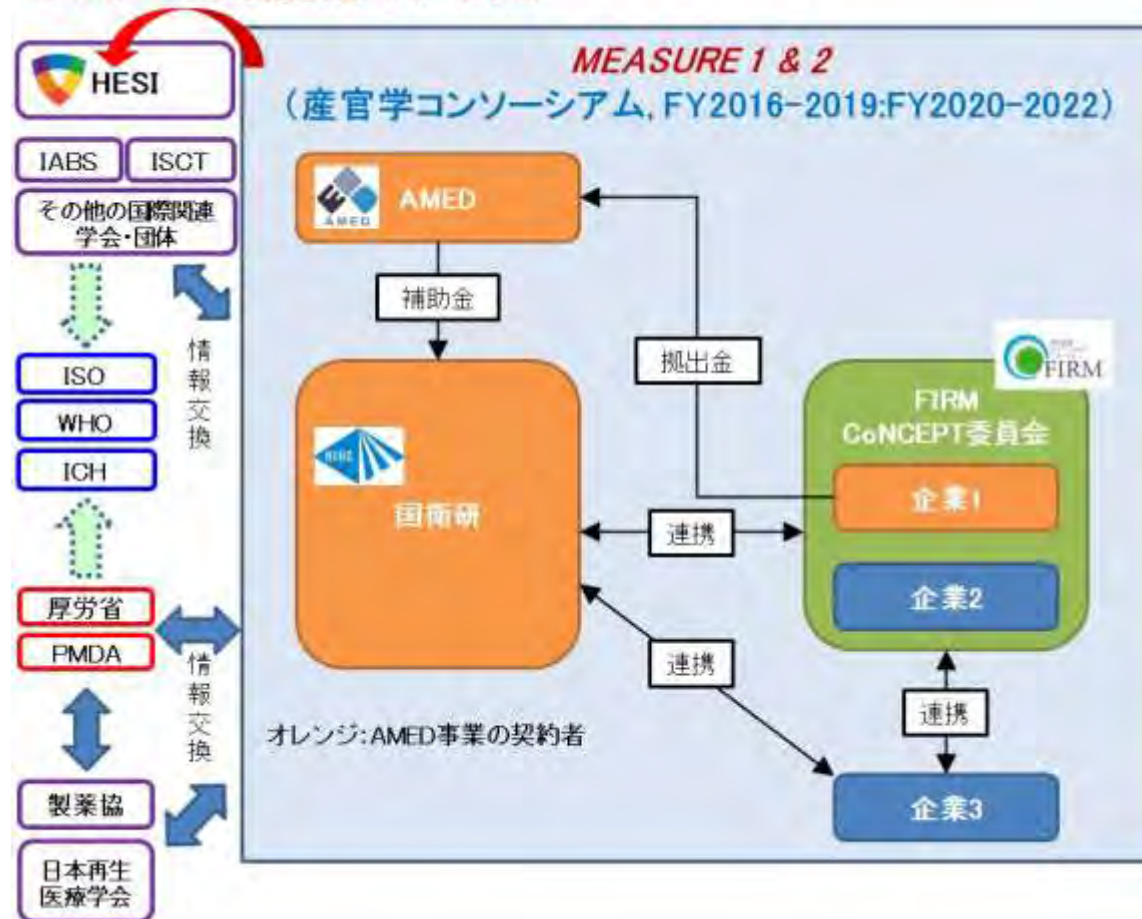 HESI
IABS
ISCT
その他の国際関連
学会・団体
情報交換
ISO
WHO
ICH
厚労省
PMDA
情報交換
製薬協
日本再生
医療学会
MEASURE 1 & 2
(産官学コンソーシアム, FY2016-2019:FY2020-2022)
AMED
AMED
補助金
拠出金
国衛研
FIRM
FIRM
CoNCEPT委員会
企業1
連携
企業2
連携
連携
オレンジ:AMED事業の契約者
企業3